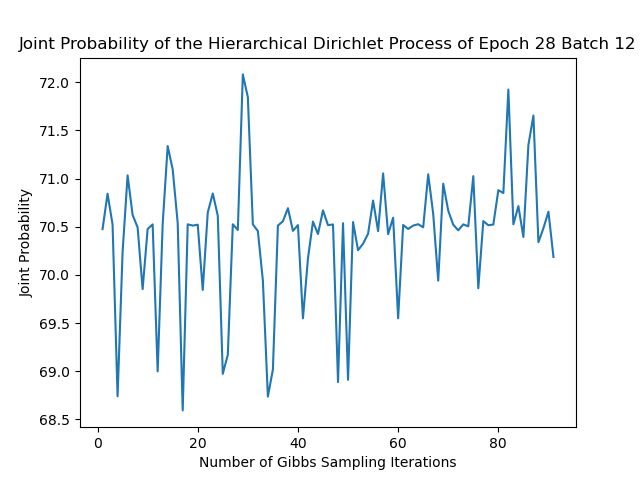 Joint Probability of the Hierarchical Dirichlet Process of Epoch 28 Batch 12
72.0
71.5
71.0
70.5
70.0
69.5
69.0
68.5
Joint Probability
0 20 40 60 80
Number of Gibbs Sampling Iterations